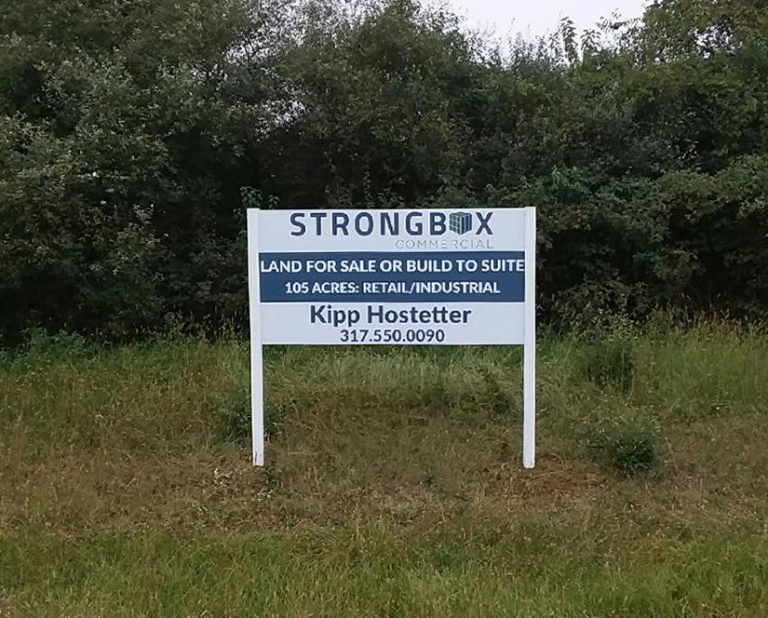 STRONGBOX
COMMERCIAL
LAND FOR SALE OR BUILD TO SUITE
105 ACRES: RETAIL/INDUSTRIAL
Kipp Hostetter
317.550.0090